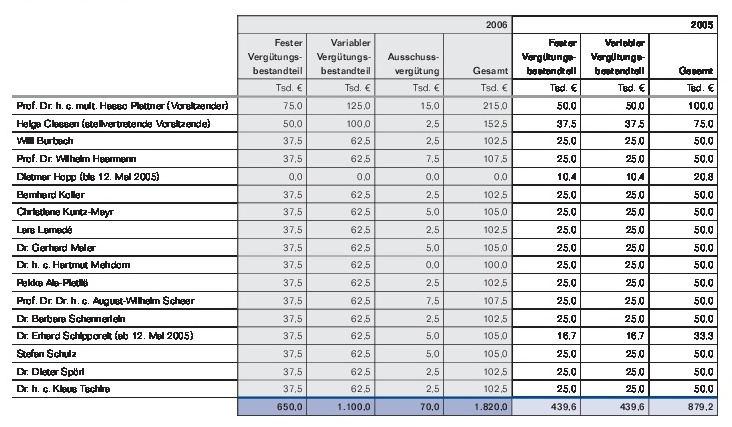 2006 2005
Fester Variabler Fester Variabler
Vergütungs- Vergütungs- Ausschuss- Vergütungs- Vergütungs-
bestandteil bestandteil vergütung Gesamt bestandteil bestandteil Gesamt
Tsd. € Tsd. € Tsd. € Tsd. € Tsd. € Tsd. € Tsd. €
Prof. Dr. h. c. mult. Hasso Plattner (Vorsitzender) 75,0 125,0 15,0 215,0 50,0 50,0 100,0
Helga Classen (stellvertretende Vorsitzende) 50,0 100,0 2,5 152,5 37,5 37,5 75,0
Willi Burbach 37,5 62,5 2,5 102,5 25,0 25,0 50,0
Prof. Dr. Wilhelm Haarmann 37,5 62,5 7,5 107,5 25,0 25,0 50,0
Dietmar Hopp (bis 12. Mai 2005) 0,0 0,0 0,0 0,0 10,4 10,4 20,8
Bernhard Koller 37,5 62,5 2,5 102,5 25,0 25,0 50,0
Christiane Kuntz-Mayr 37,5 62,5 5,0 105,0 25,0 25,0 50,0
Lars Lamadé 37,5 62,5 2,5 102,5 25,0 25,0 50,0
Dr. Gerhard Maier 37,5 62,5 5,0 105,0 25,0 25,0 50,0
Dr. h. c. Hartmut Mehdorn 37,5 62,5 0,0 100,0 25,0 25,0 50,0
Pekka Ala-Pietilä 37,5 62,5 2,5 102,5 25,0 25,0 50,0
Prof. Dr. Dr. h. c. August-Wilhelm Scheer 37,5 62,5 7,5 107,5 25,0 25,0 50,0
Dr. Barbara Schennerlein 37,5 62,5 2,5 102,5 25,0 25,0 50,0
Dr. Erhard Schipporeit (ab 12. Mai 2005) 37,5 62,5 5,0 105,0 16,7 16,7 33,3
Stefan Schulz 37,5 62,5 5,0 105,0 25,0 25,0 50,0
Dr. Dieter Spöri 37,5 62,5 2,5 102,5 25,0 25,0 50,0
Dr. h. c. Klaus Tschira 37,5 62,5 2,5 102,5 25,0 25,0 50,0
650,0 1.100,0 70,0 1.820,0 439,6 439,6 879,2